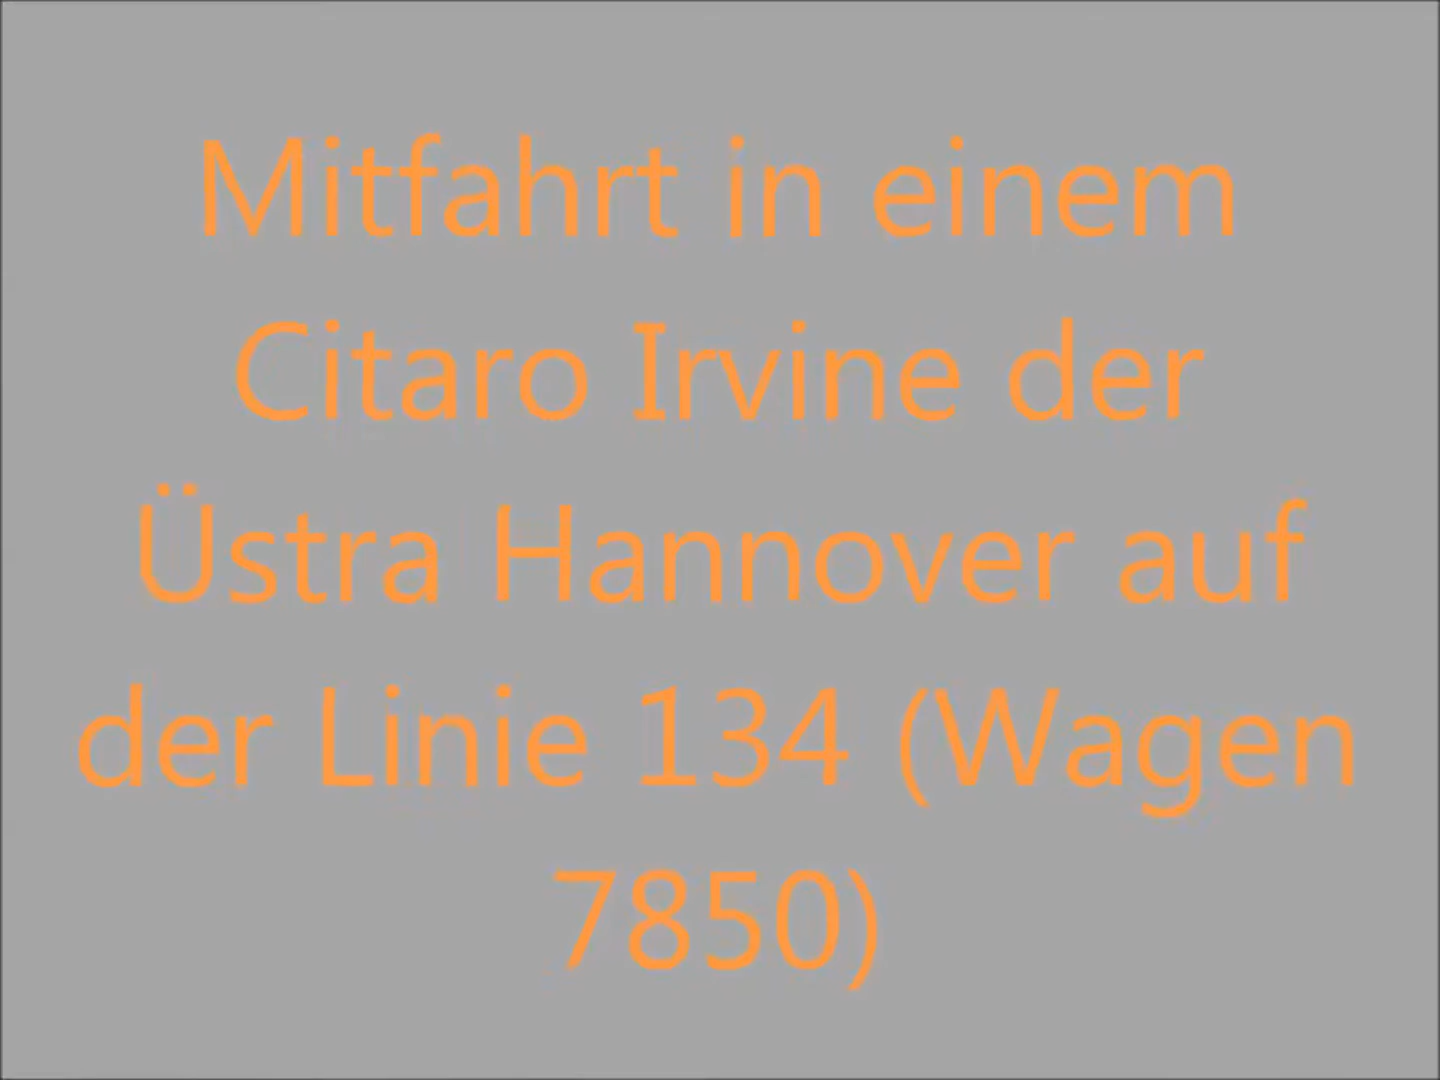 Mitfahrt in einem
Citaro Irvine der
Üstra Hannover auf
der Linie 134 (Wagen
7850)